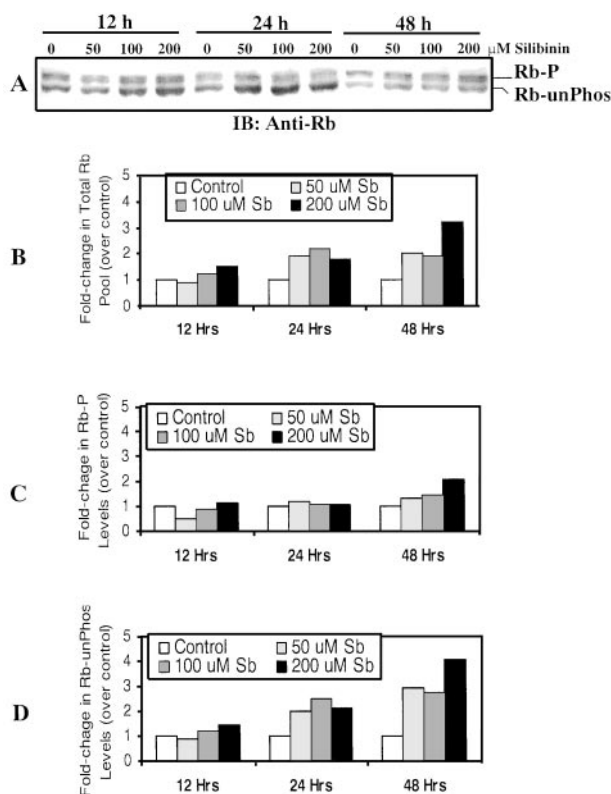 12 h 24 h 48 h
0 50 100 200 0 50 100 200 0 50 100 200 μM Silibinin
A
Rb-P
Rb-unPhos
IB: Anti-Rb
B
Fold-change in Total Rb
Pool (over control)
5
4
3
2
1
0
Control 50 uM Sb
100 uM Sb 200 uM Sb
12 Hrs 24 Hrs 48 Hrs
C
Fold-chage in Rb-P
Levels (over control)
5
4
3
2
1
0
Control 50 uM Sb
100 uM Sb 200 uM Sb
12 Hrs 24 Hrs 48 Hrs
D
Fold-chage in Rb-unPhos
Levels (over control)
5
4
3
2
1
0
Control 50 uM Sb
100 uM Sb 200 uM Sb
12 Hrs 24 Hrs 48 Hrs